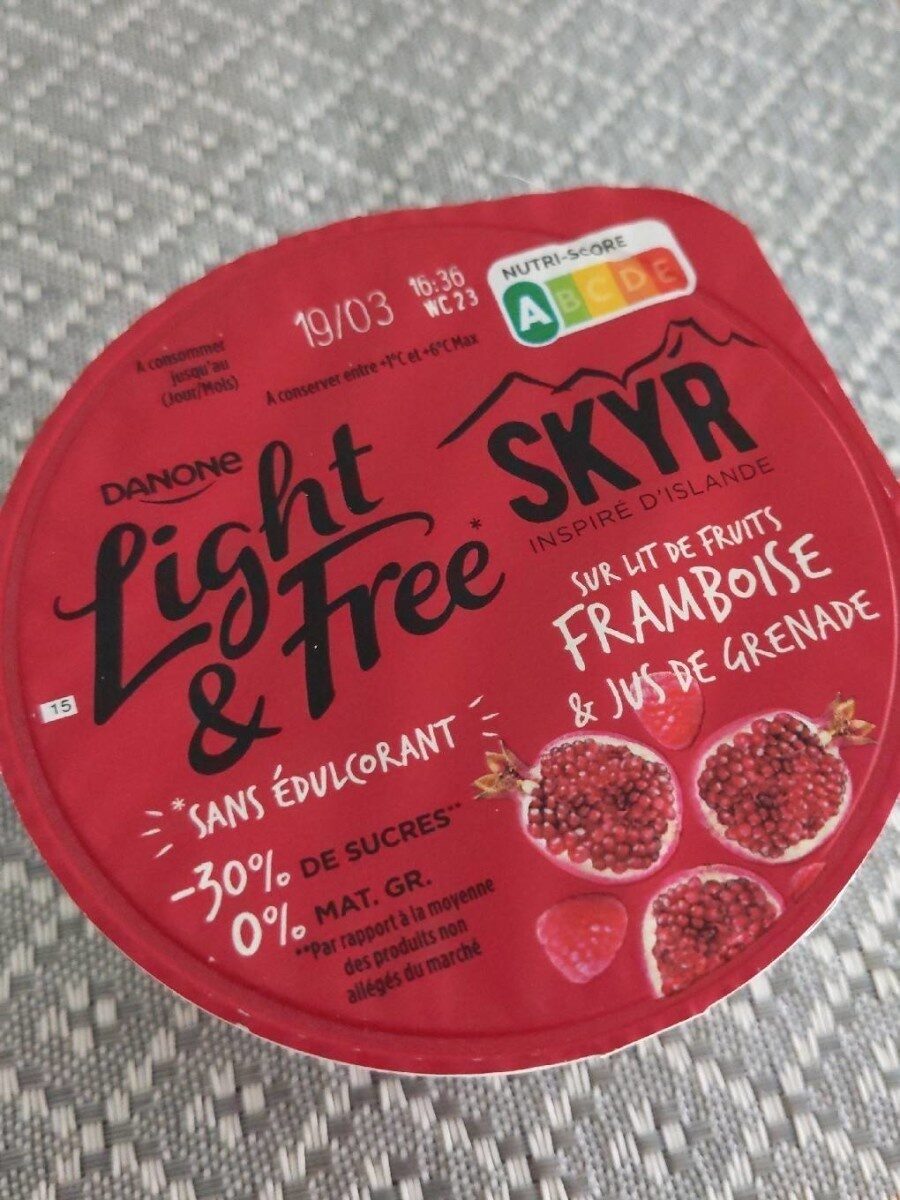 NUTRI-SCORE
A B C D E
19/03
16:36
WC 23
A consommer
jusqu'au
(Jour/Mois)
A conserver entre +1°C et +6°C Max
DANONE
Light
& Free*
SKYR
INSPIRÉ D'ISLANDE
SUR LIT DE FRUITS
FRAMBOISE
& JUS DE GRENADE
15
*SANS ÉDULCORANT
-30% DE SUCRES**
0% MAT. GR.
**Par rapport à la moyenne
des produits non
allégés du marché